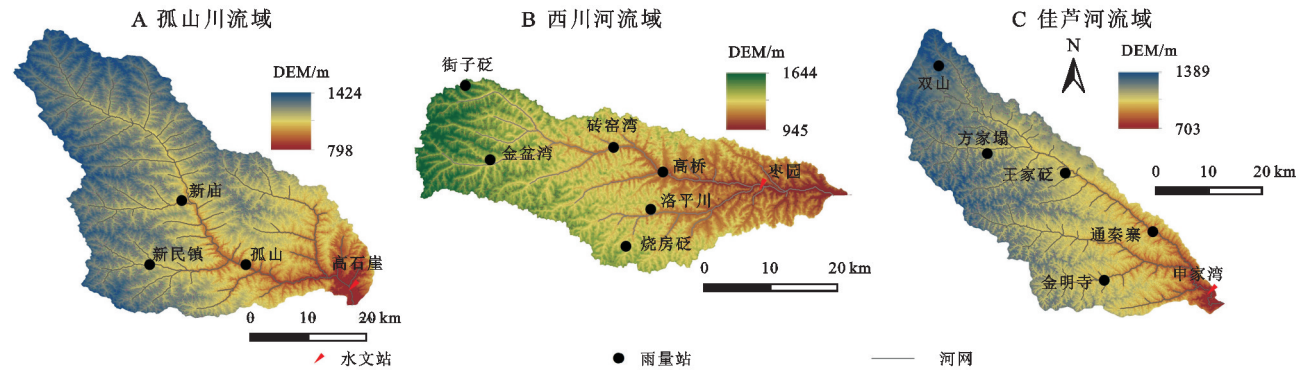 A 孤山川流域
DEM/m
1424
798
新庙
新民镇
孤山
高石崖
0 10 20 km
B 西川河流域
DEM/m
1644
945
街子砭
砖窑湾
金盆湾
高桥
枣园
洛平川
烧房砭
0 10 20 km
C 佳芦河流域
N
DEM/m
1389
703
双山
方家塌
王家砭
通秦寨
金明寺
申家湾
0 10 20 km
水文站
雨量站
河网